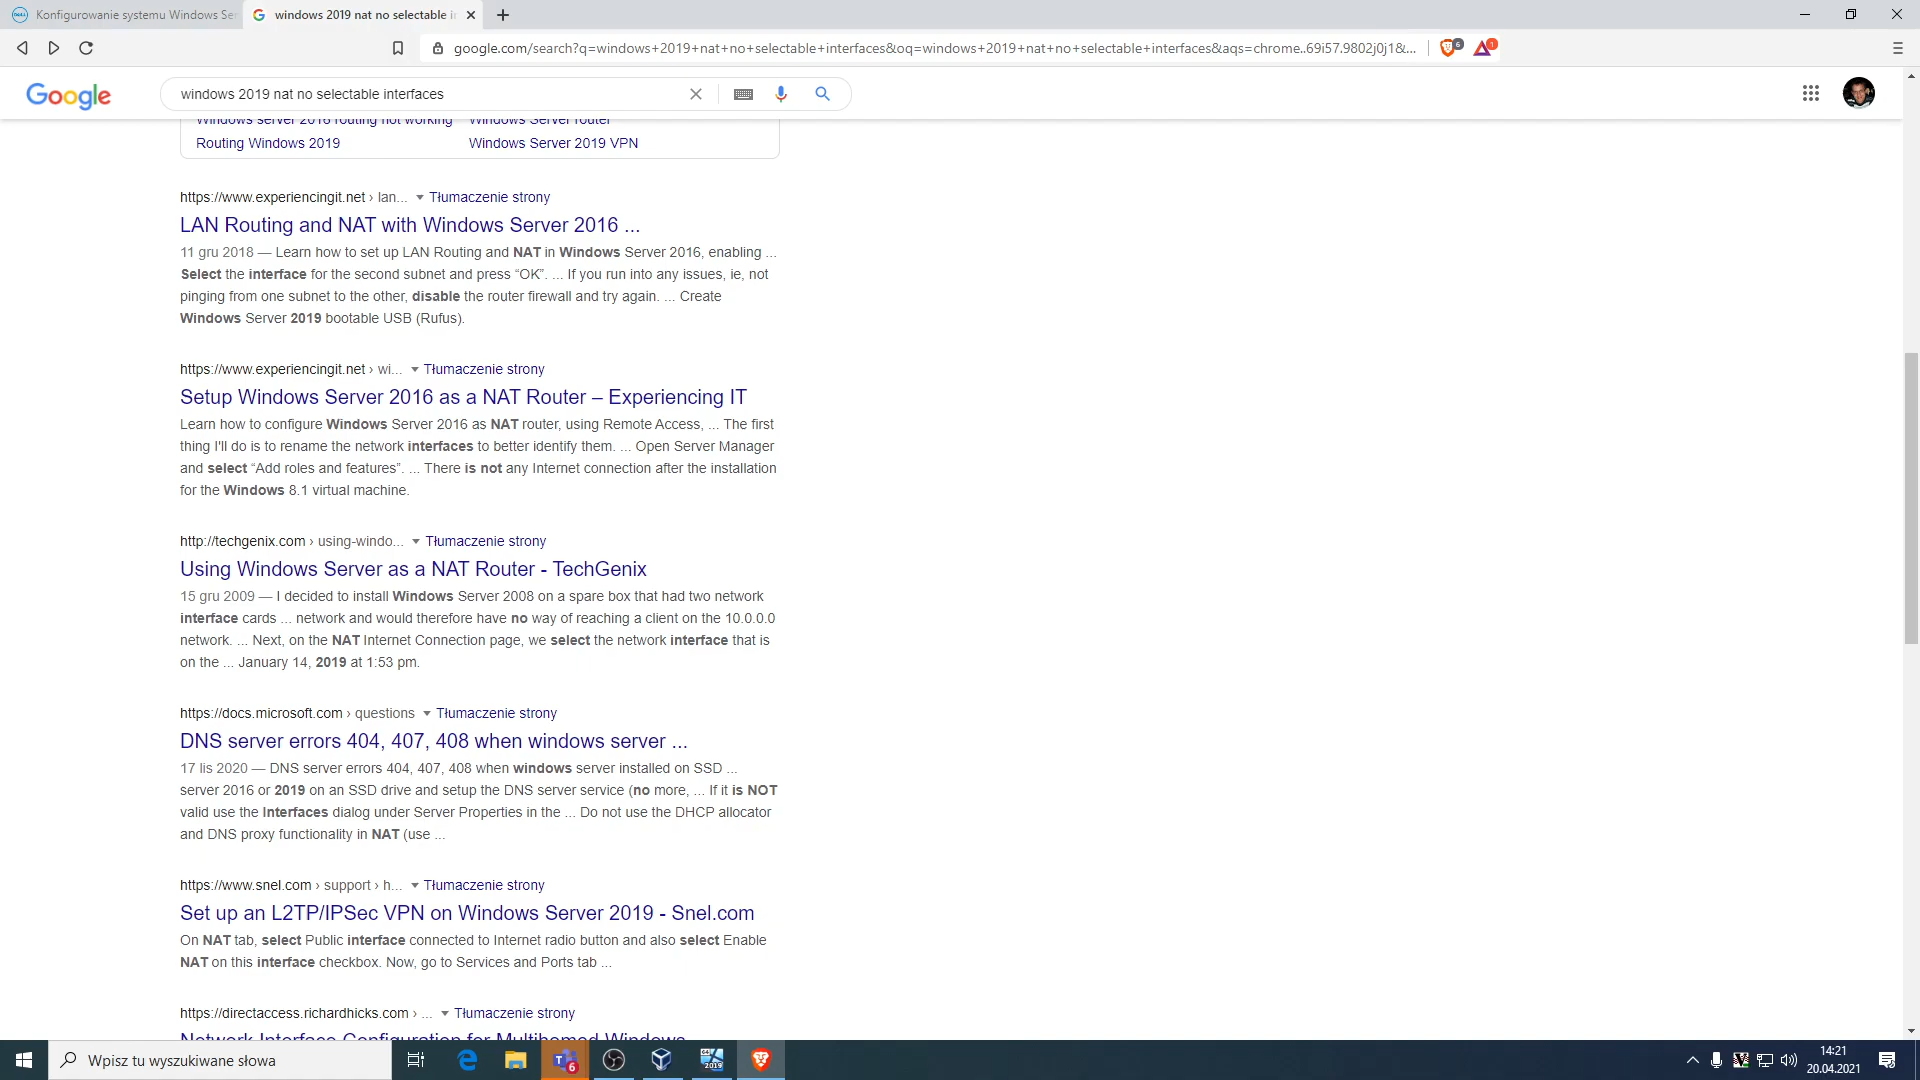 Konfigurowanie systemu Windows Ser
windows 2019 nat no selectable in
google.com/search?q=windows+2019+nat+no+selectable+interfaces&oq=windows+2019+nat+no+selectable+interfaces&aqs=chrome..69i57.9802j0j1&...
6
1
Google
windows 2019 nat no selectable interfaces
Windows server 2016 routing not working
Windows Server router
Routing Windows 2019
Windows Server 2019 VPN
https://www.experiencingit.net › lan... Tłumaczenie strony
LAN Routing and NAT with Windows Server 2016 ...
11 gru 2018 — Learn how to set up LAN Routing and NAT in Windows Server 2016, enabling ...
Select the interface for the second subnet and press “OK”. ... If you run into any issues, ie, not
pinging from one subnet to the other, disable the router firewall and try again. ... Create
Windows Server 2019 bootable USB (Rufus).
https://www.experiencingit.net › wi... Tłumaczenie strony
Setup Windows Server 2016 as a NAT Router – Experiencing IT
Learn how to configure Windows Server 2016 as NAT router, using Remote Access, ... The first
thing I'll do is to rename the network interfaces to better identify them. ... Open Server Manager
and select “Add roles and features”. ... There is not any Internet connection after the installation
for the Windows 8.1 virtual machine.
http://techgenix.com › using-windo... Tłumaczenie strony
Using Windows Server as a NAT Router - TechGenix
15 gru 2009 — I decided to install Windows Server 2008 on a spare box that had two network
interface cards ... network and would therefore have no way of reaching a client on the 10.0.0.0
network. ... Next, on the NAT Internet Connection page, we select the network interface that is
on the ... January 14, 2019 at 1:53 pm.
https://docs.microsoft.com › questions Tłumaczenie strony
DNS server errors 404, 407, 408 when windows server ...
17 lis 2020 — DNS server errors 404, 407, 408 when windows server installed on SSD ...
server 2016 or 2019 on an SSD drive and setup the DNS server service (no more, ... If it is NOT
valid use the Interfaces dialog under Server Properties in the ... Do not use the DHCP allocator
and DNS proxy functionality in NAT (use ...
https://www.snel.com › support › h... Tłumaczenie strony
Set up an L2TP/IPSec VPN on Windows Server 2019 - Snel.com
On NAT tab, select Public interface connected to Internet radio button and also select Enable
NAT on this interface checkbox. Now, go to Services and Ports tab ...
https://directaccess.richardhicks.com › ... Tłumaczenie strony
Network Interface Configuration for Multihomed Windows
Wpisz tu wyszukiwane słowa
T
6
64
2019
14:21
20.04.2021